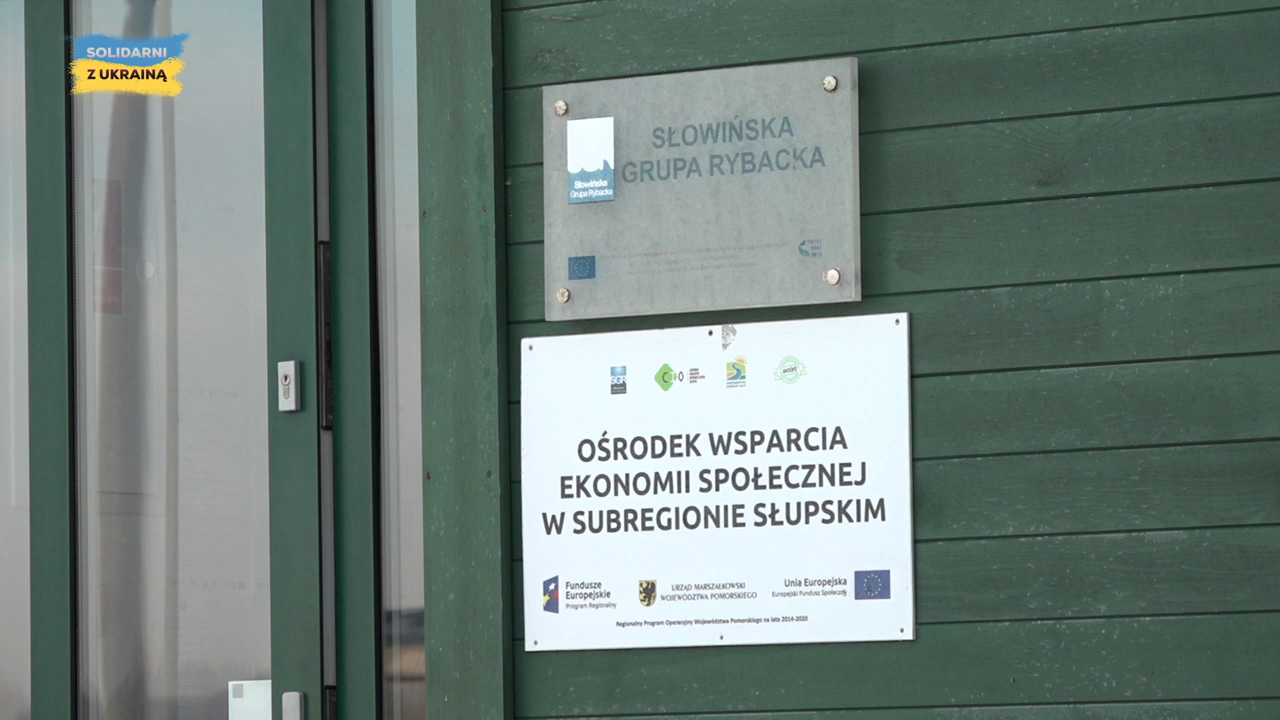 SOLIDARNI
Z UKRAINĄ
SŁOWIŃSKA
GRUPA RYBACKA
Słowińska
Grupa Rybacka
SGR
OŚRODEK WSPARCIA
EKONOMII SPOŁECZNEJ
W SUBREGIONIE SŁUPSKIM
Fundusze
Europejskie
Program Regionalny
URZĄD MARSZAŁKOWSKI
WOJEWÓDZTWA POMORSKIEGO
Unia Europejska
Europejski Fundusz Społeczny
Regionalny Program Operacyjny Województwa Pomorskiego na lata 2014-2020